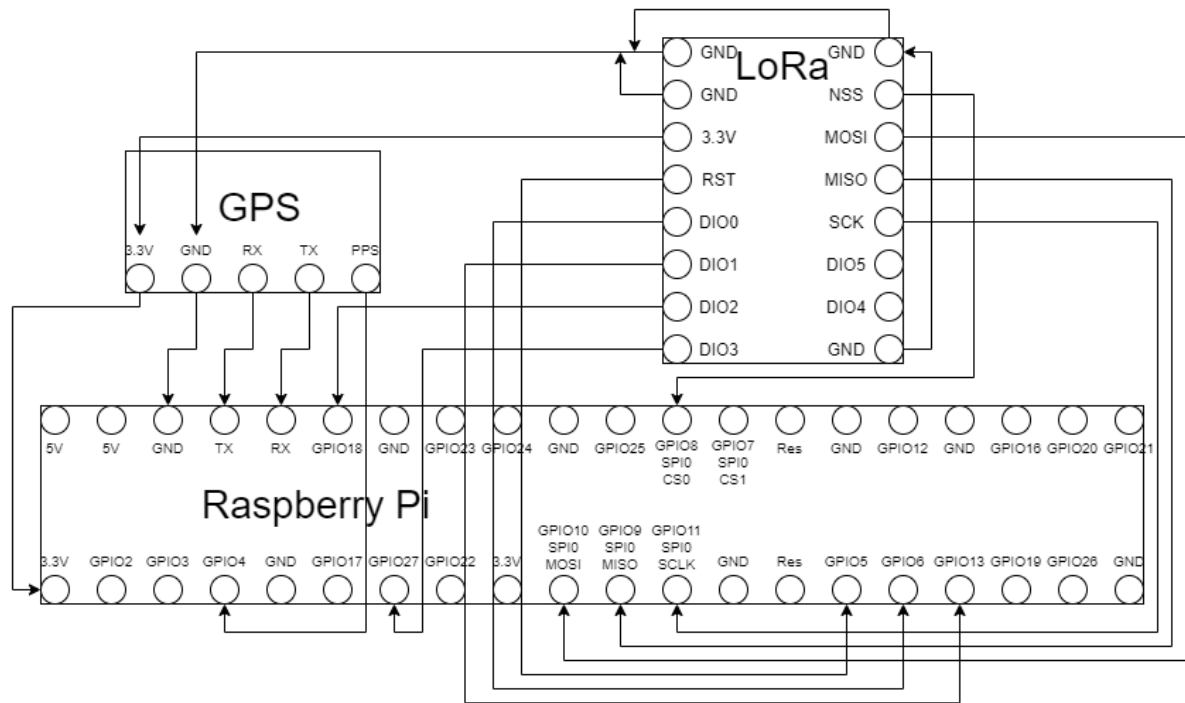 GND
GND
LoRa
GND
NSS
3.3V
MOSI
RST
MISO
DIO0
SCK
DIO1
DIO5
DIO2
DIO4
DIO3
GND
GPS
3.3V
GND
RX
TX
PPS
5V
5V
GND
TX
RX
GPIO18
GND
GPIO23
GPIO24
GND
GPIO25
GPIO8
SPI0
CS0
GPIO7
SPI0
CS1
Res
GND
GPIO12
GND
GPIO16
GPIO20
GPIO21
Raspberry Pi
3.3V
GPIO2
GPIO3
GPIO4
GND
GPIO17
GPIO27
GPIO22
3.3V
GPIO10
SPI0
MOSI
GPIO9
SPI0
MISO
GPIO11
SPI0
SCLK
GND
Res
GPIO5
GPIO6
GPIO13
GPIO19
GPIO26
GND